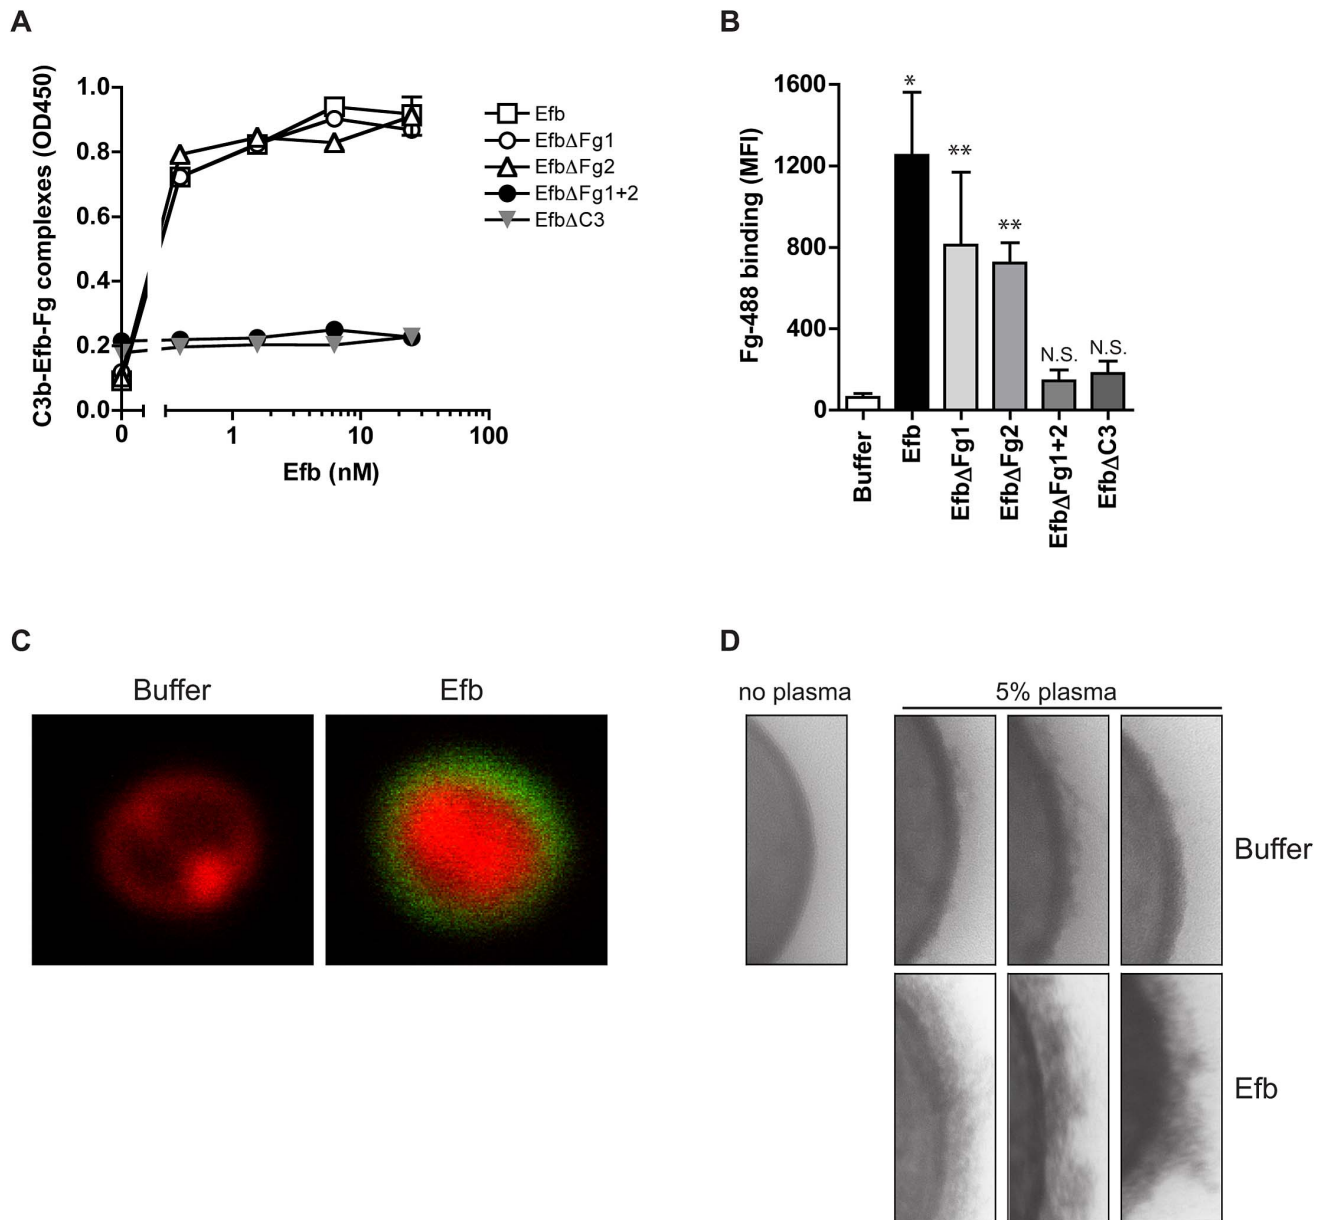 A
C3b-Efb-Fg complexes (OD450)
1.0
0.8
0.6
0.4
0.2
0.0
0
1
10
100
Efb (nM)
Efb
EfbΔFg1
EfbΔFg2
EfbΔFg1+2
EfbΔC3
B
Fg-488 binding (MFI)
1600
1200
800
400
0
*
**
**
N.S.
N.S.
Buffer
Efb
EfbΔFg1
EfbΔFg2
EfbΔFg1+2
EfbΔC3
C
Buffer
Efb
D
no plasma
5% plasma
Buffer
Efb